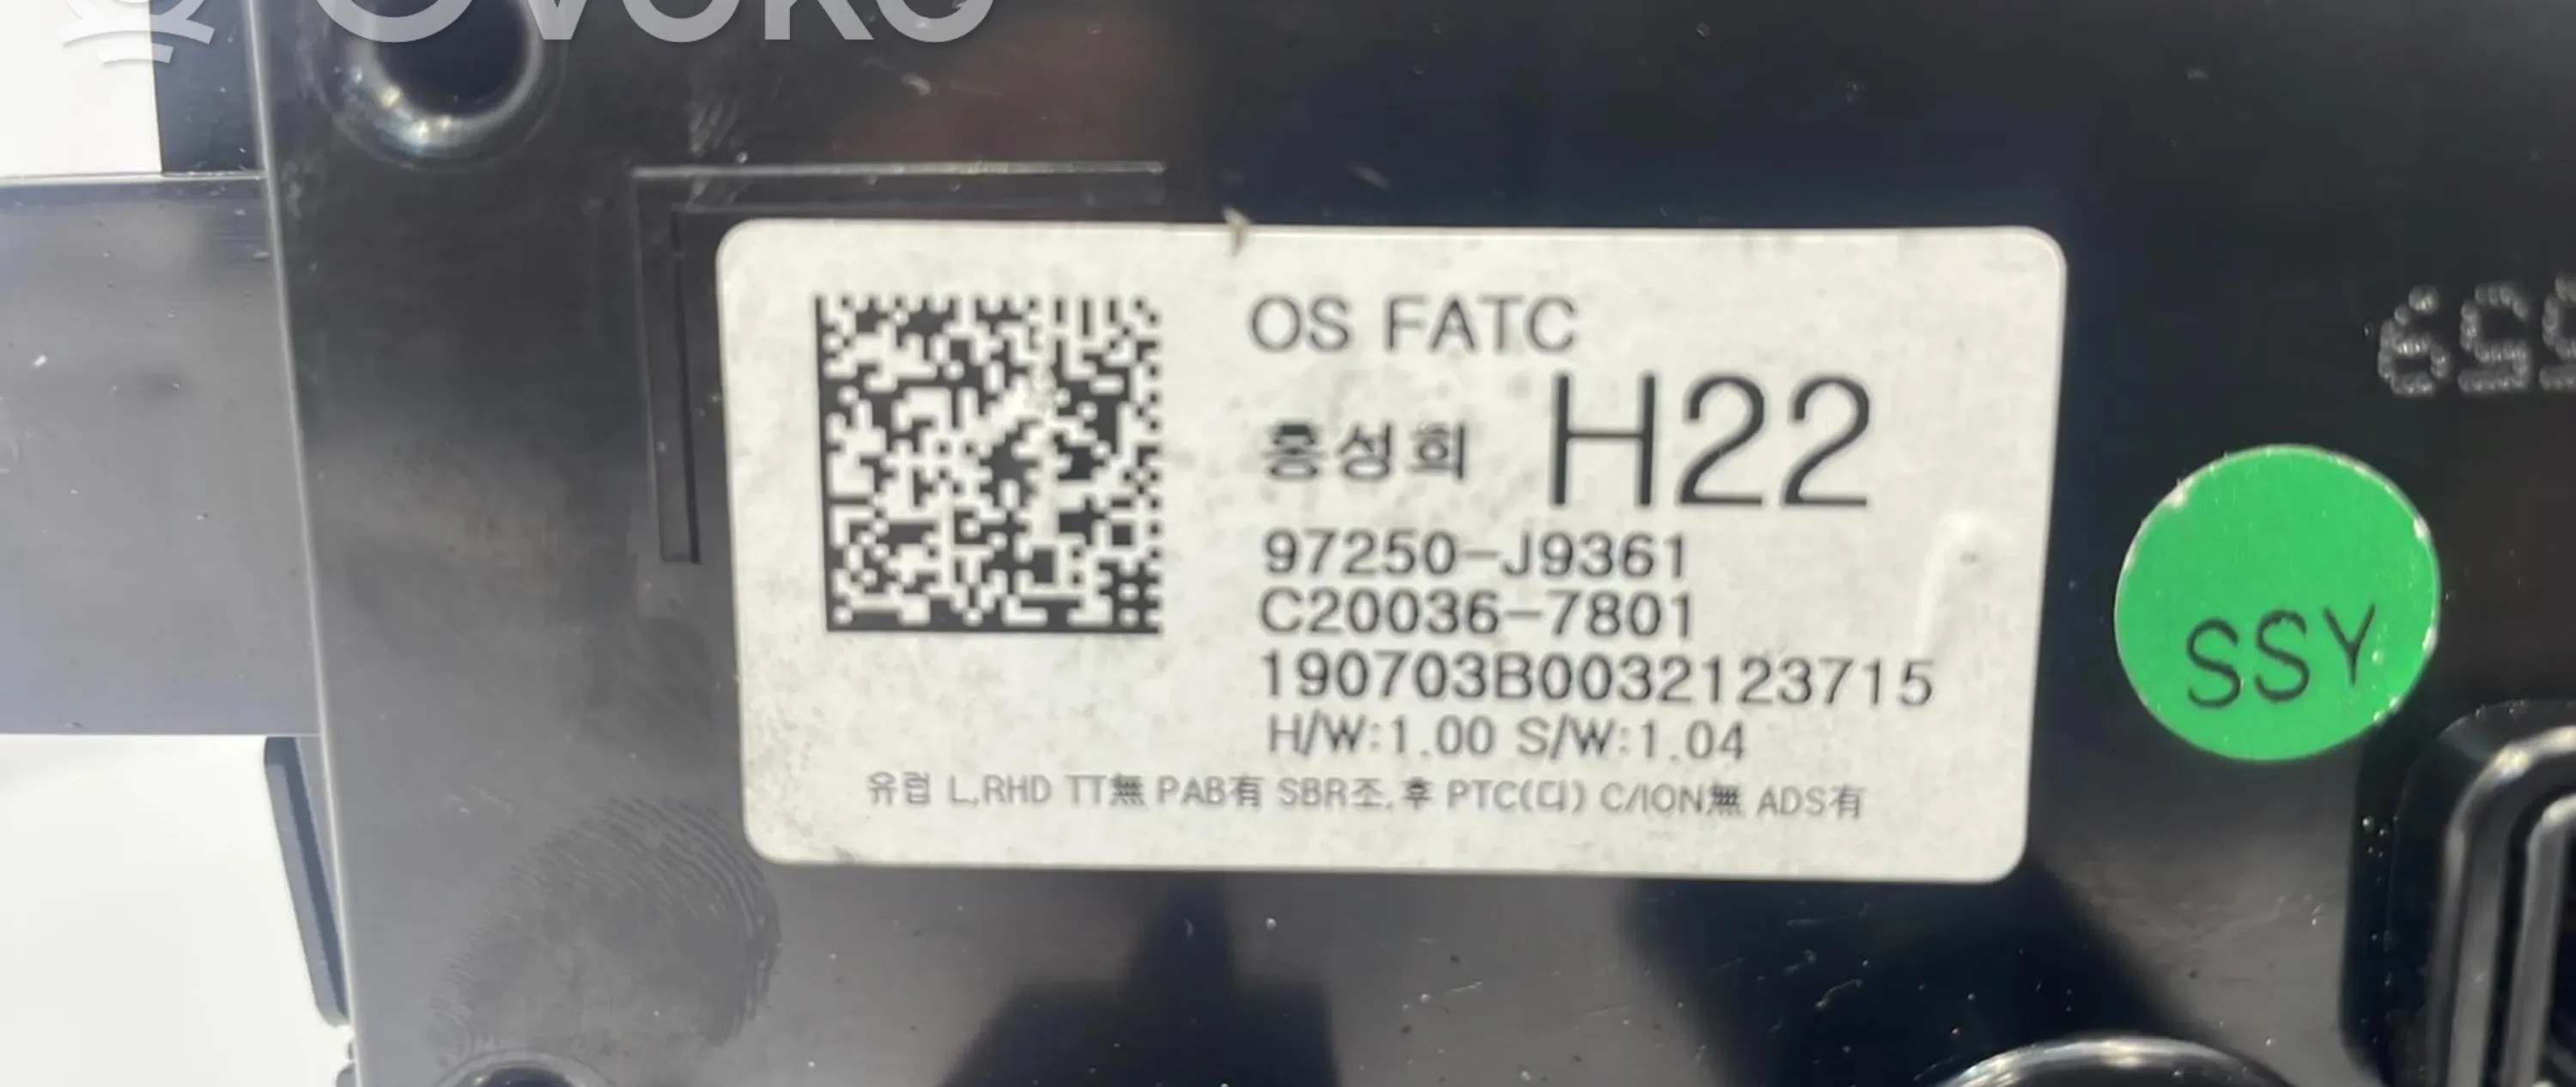 OVOKO
OS FATC
홍성희 H22
97250-J9361
C20036-7801
190703B0032123715
H/W:1.00 S/W:1.04
유럽 L,RHD TT無 PAB有 SBR조,후 PTC(디) C/ION無 ADS有
SSY